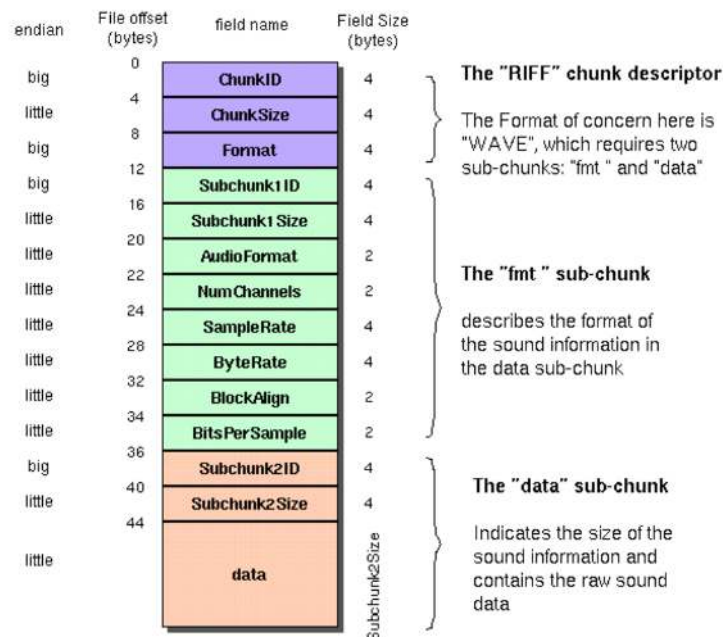 endian
File offset
(bytes)
field name
Field Size
(bytes)
0
big
ChunkID
4
The "RIFF" chunk descriptor
4
little
ChunkSize
4
The Format of concern here is
"WAVE", which requires two
sub-chunks: "fmt " and "data"
8
big
Format
4
12
big
Subchunk1ID
4
16
little
Subchunk1Size
4
20
little
AudioFormat
2
The "fmt " sub-chunk
22
little
NumChannels
2
describes the format of
the sound information in
the data sub-chunk
24
little
SampleRate
4
28
little
ByteRate
4
32
little
BlockAlign
2
34
little
BitsPerSample
2
36
big
Subchunk2ID
4
The "data" sub-chunk
40
little
Subchunk2Size
4
Indicates the size of the
sound information and
contains the raw sound
data
44
little
data
Subchunk2Size